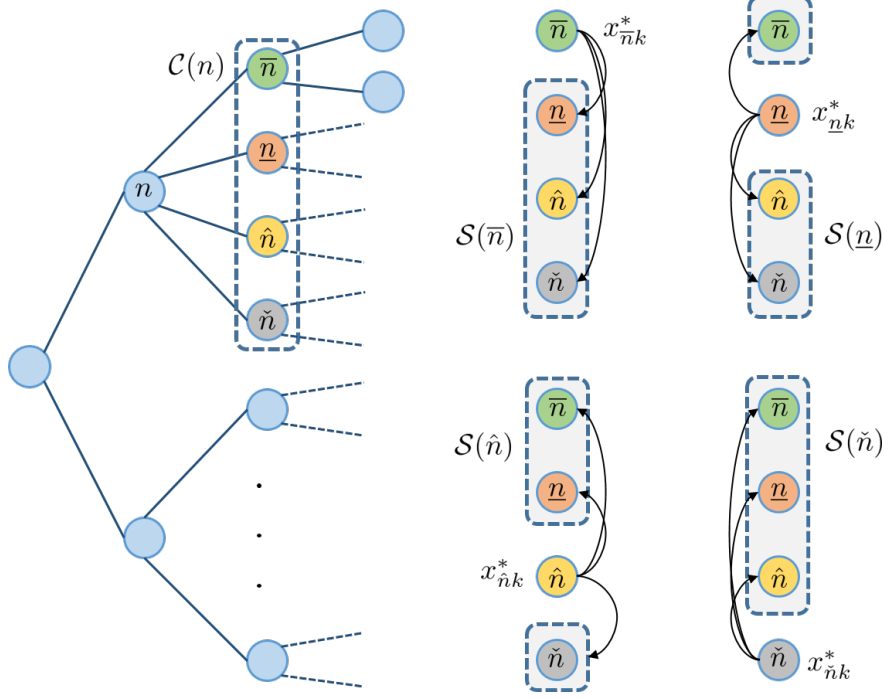 𝒞(n)
n̅
n̲
n
n̂
ň
n̅
x*_{n̅k}
n̲
n̂
𝒮(n̅)
ň
n̅
n̲
x*_{n̲k}
n̂
𝒮(n̲)
ň
n̅
𝒮(n̂)
n̲
x*_{n̂k}
n̂
ň
n̅
𝒮(ň)
n̲
n̂
ň
x*_{ňk}